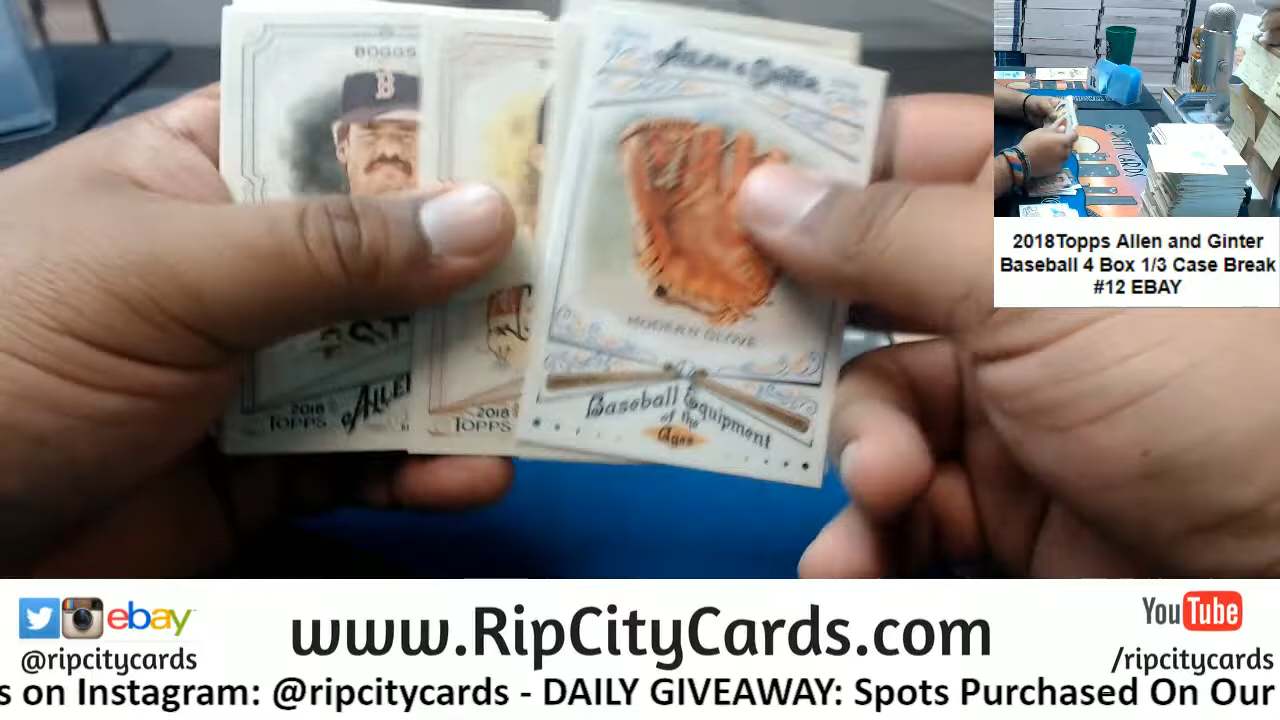 BOGGS
B
Allen & Ginter
MODERN GLOVE
Baseball Equipment
of the
Ages
2018
TOPPS
2018
TOPPS
2018Topps Allen and Ginter
Baseball 4 Box 1/3 Case Break
#12 EBAY
ebay
@ripcitycards
www.RipCityCards.com
YouTube
/ripcitycards
s on Instagram: @ripcitycards - DAILY GIVEAWAY: Spots Purchased On Our